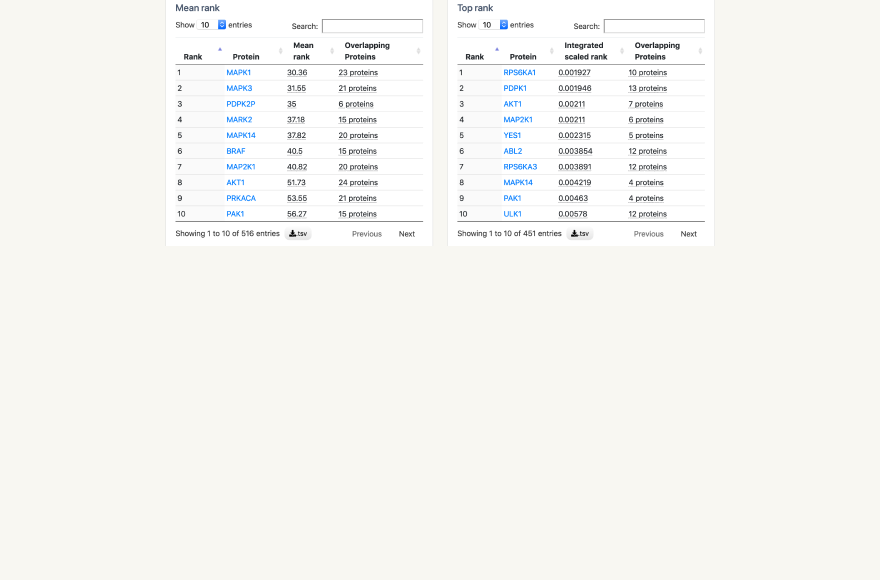 Mean rank
Show 10 entries Search:
Rank Protein Mean rank Overlapping Proteins
1 MAPK1 30.36 23 proteins
2 MAPK3 31.55 21 proteins
3 PDPK2P 35 6 proteins
4 MARK2 37.18 15 proteins
5 MAPK14 37.82 20 proteins
6 BRAF 40.5 15 proteins
7 MAP2K1 40.82 20 proteins
8 AKT1 51.73 24 proteins
9 PRKACA 53.55 21 proteins
10 PAK1 56.27 15 proteins
Showing 1 to 10 of 516 entries .tsv Previous Next
Top rank
Show 10 entries Search:
Rank Protein Integrated scaled rank Overlapping Proteins
1 RPS6KA1 0.001927 10 proteins
2 PDPK1 0.001946 13 proteins
3 AKT1 0.00211 7 proteins
4 MAP2K1 0.00211 6 proteins
5 YES1 0.002315 5 proteins
6 ABL2 0.003854 12 proteins
7 RPS6KA3 0.003891 12 proteins
8 MAPK14 0.004219 4 proteins
9 PAK1 0.00463 4 proteins
10 ULK1 0.00578 12 proteins
Showing 1 to 10 of 451 entries .tsv Previous Next